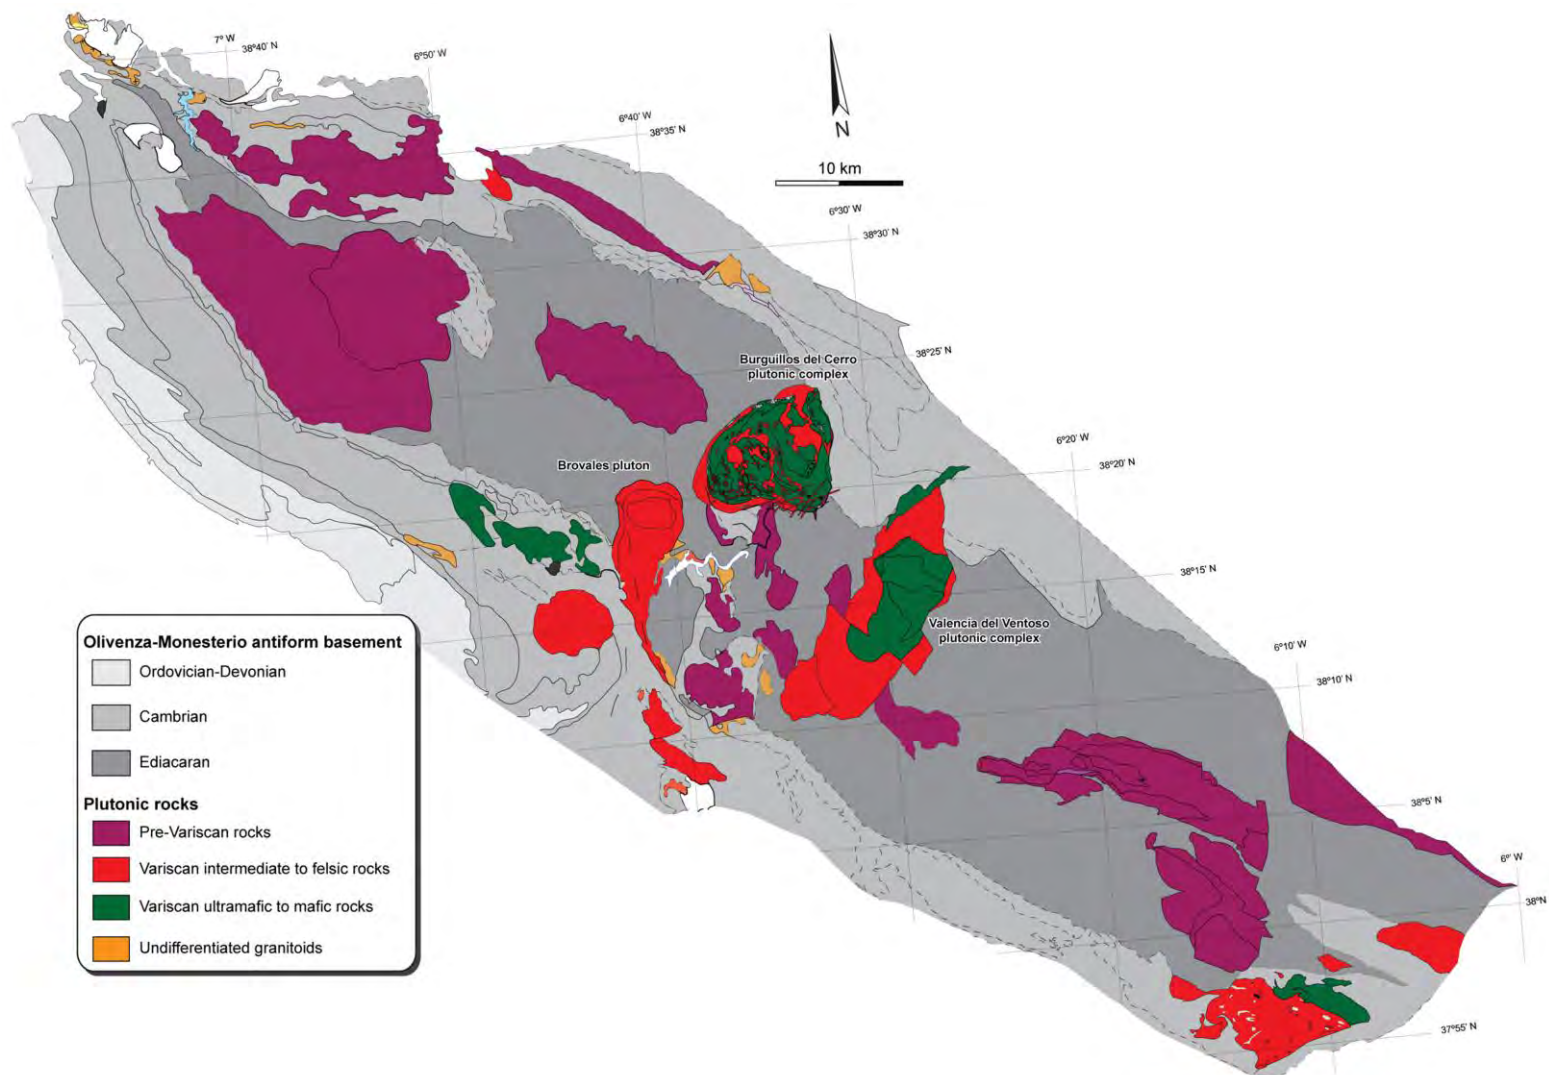 7º W
38º40' N
6º50' W
6º40' W
38º35' N
N
10 km
6º30' W
38º30' N
38º25' N
Burguillos del Cerro
plutonic complex
6º20' W
38º20' N
Brovales pluton
38º15' N
Valencia del Ventoso
plutonic complex
6º10' W
38º10' N
38º5' N
6º W
38ºN
37º55' N
Olivenza-Monesterio antiform basement
Ordovician-Devonian
Cambrian
Ediacaran
Plutonic rocks
Pre-Variscan rocks
Variscan intermediate to felsic rocks
Variscan ultramafic to mafic rocks
Undifferentiated granitoids